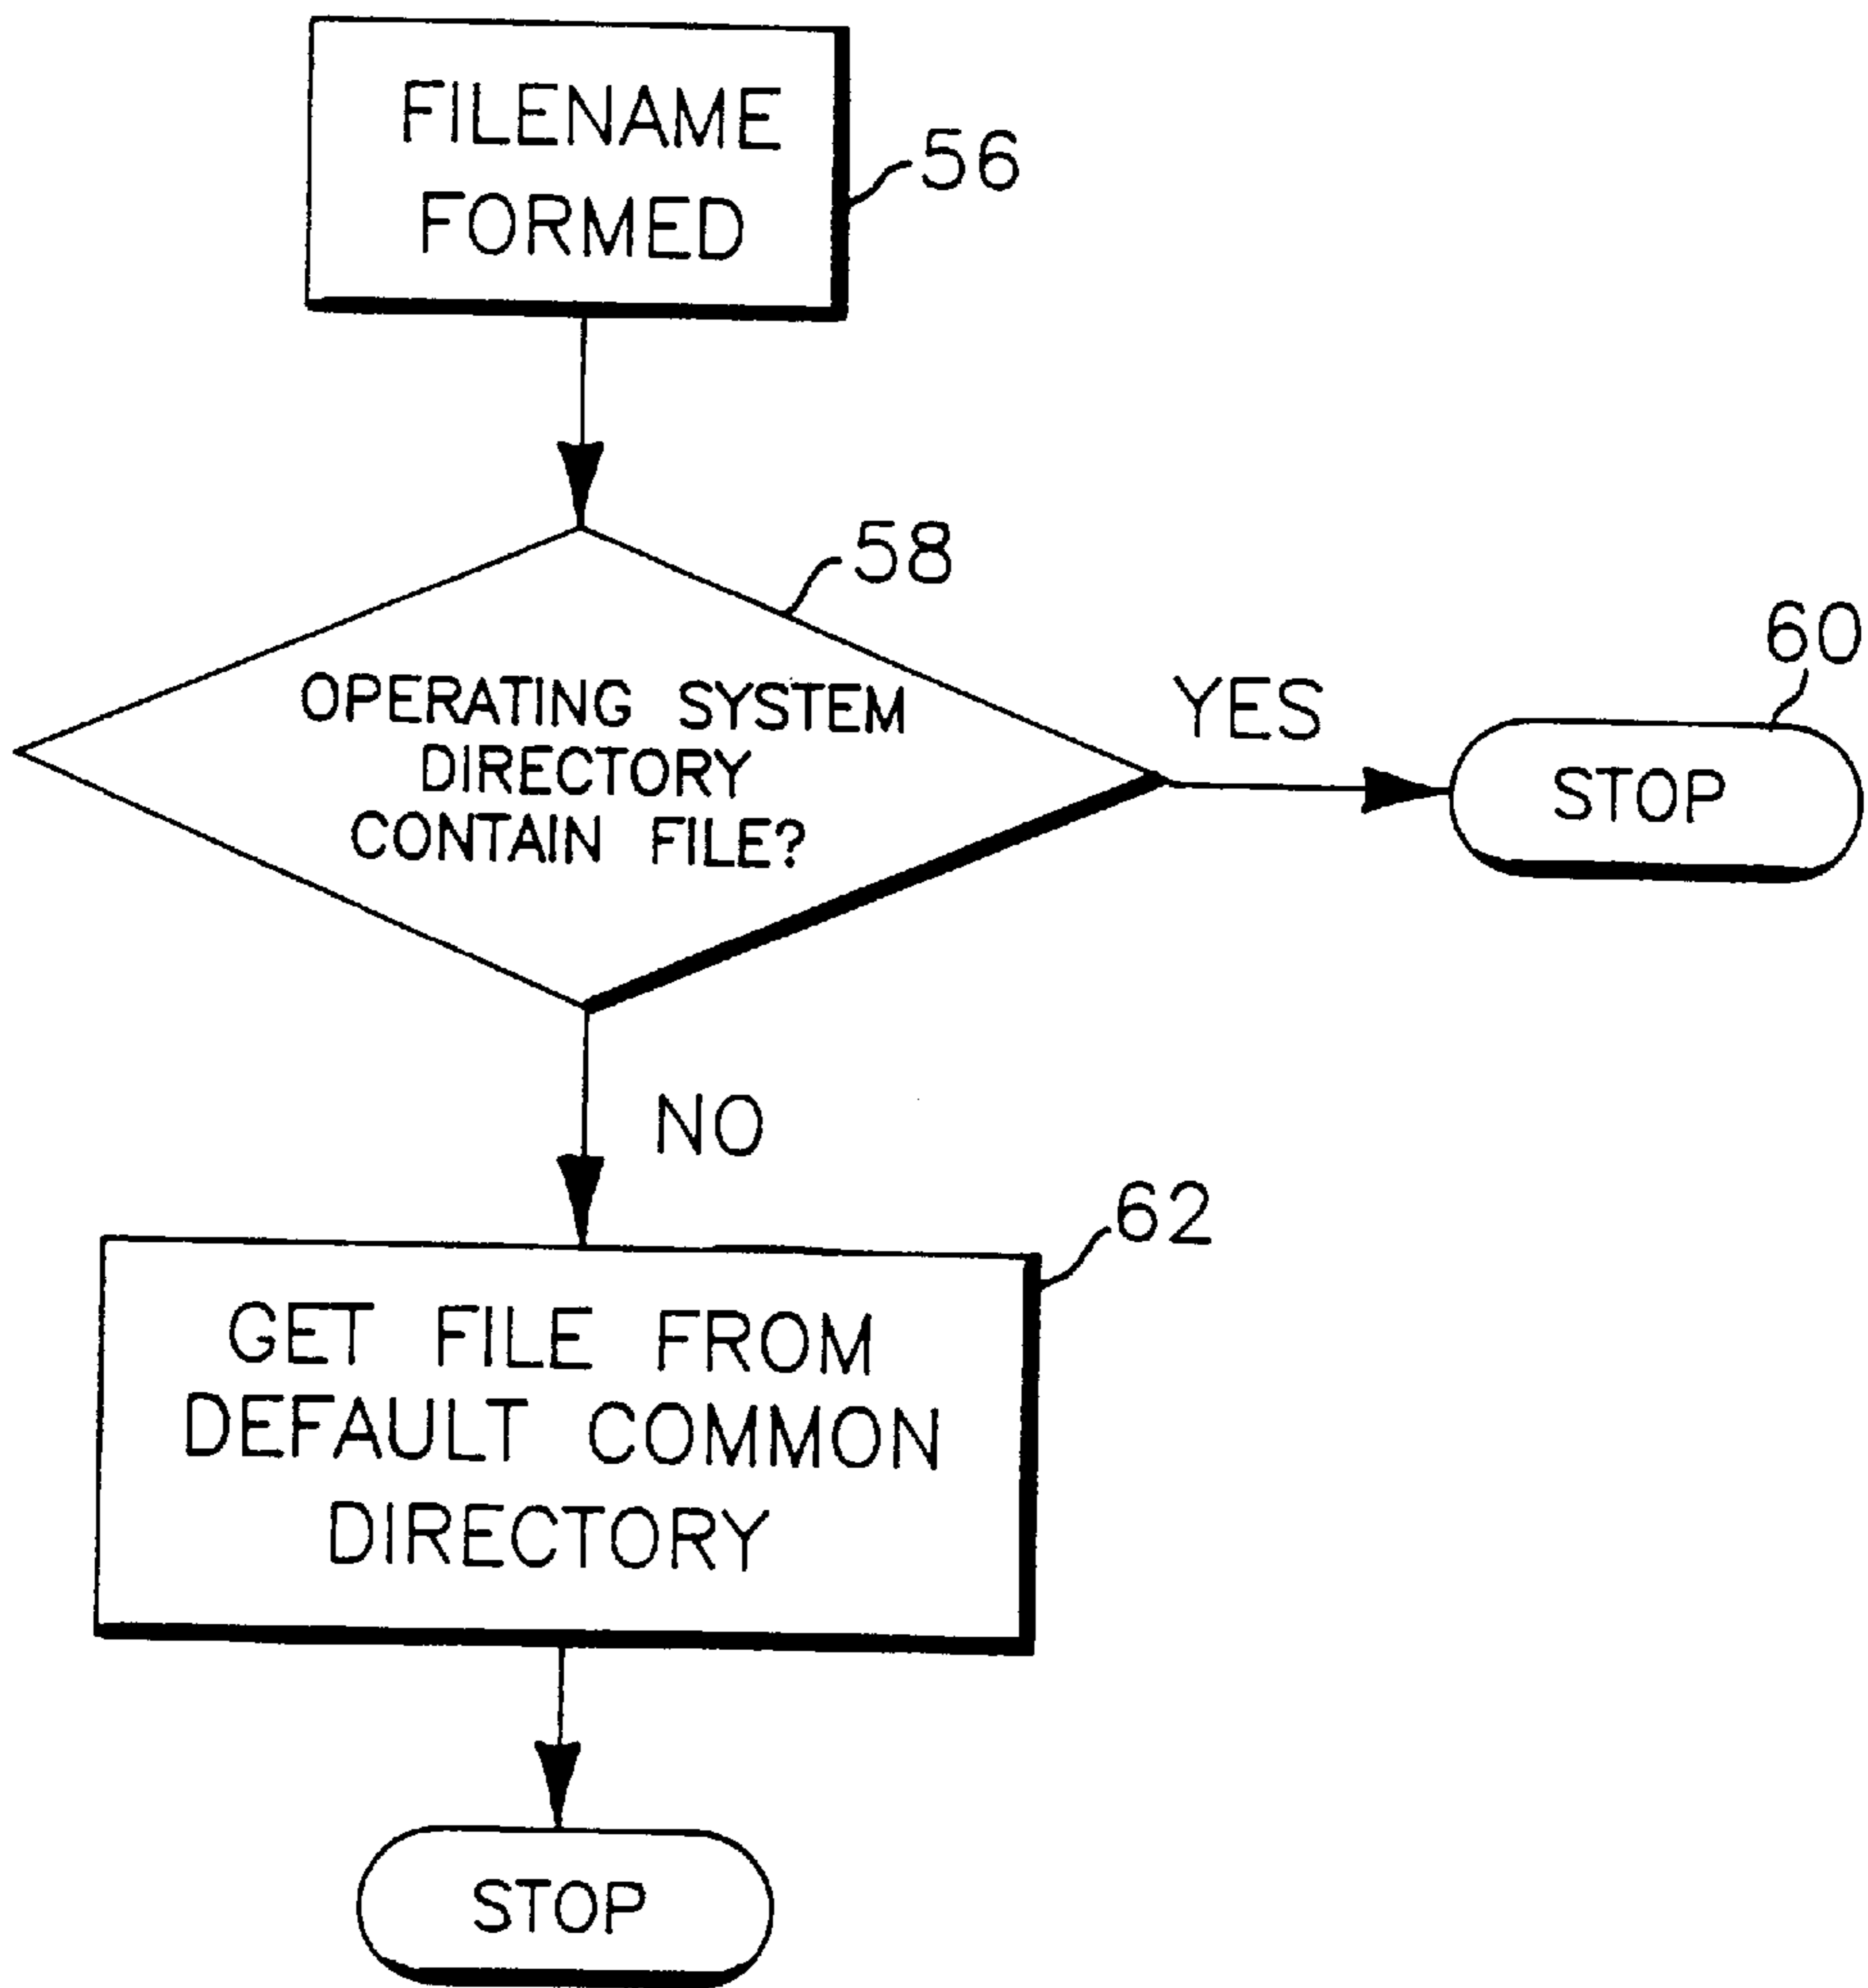 FILENAME
FORMED
56
58
OPERATING SYSTEM
DIRECTORY
CONTAIN FILE?
YES
60
STOP
NO
62
GET FILE FROM
DEFAULT COMMON
DIRECTORY
STOP